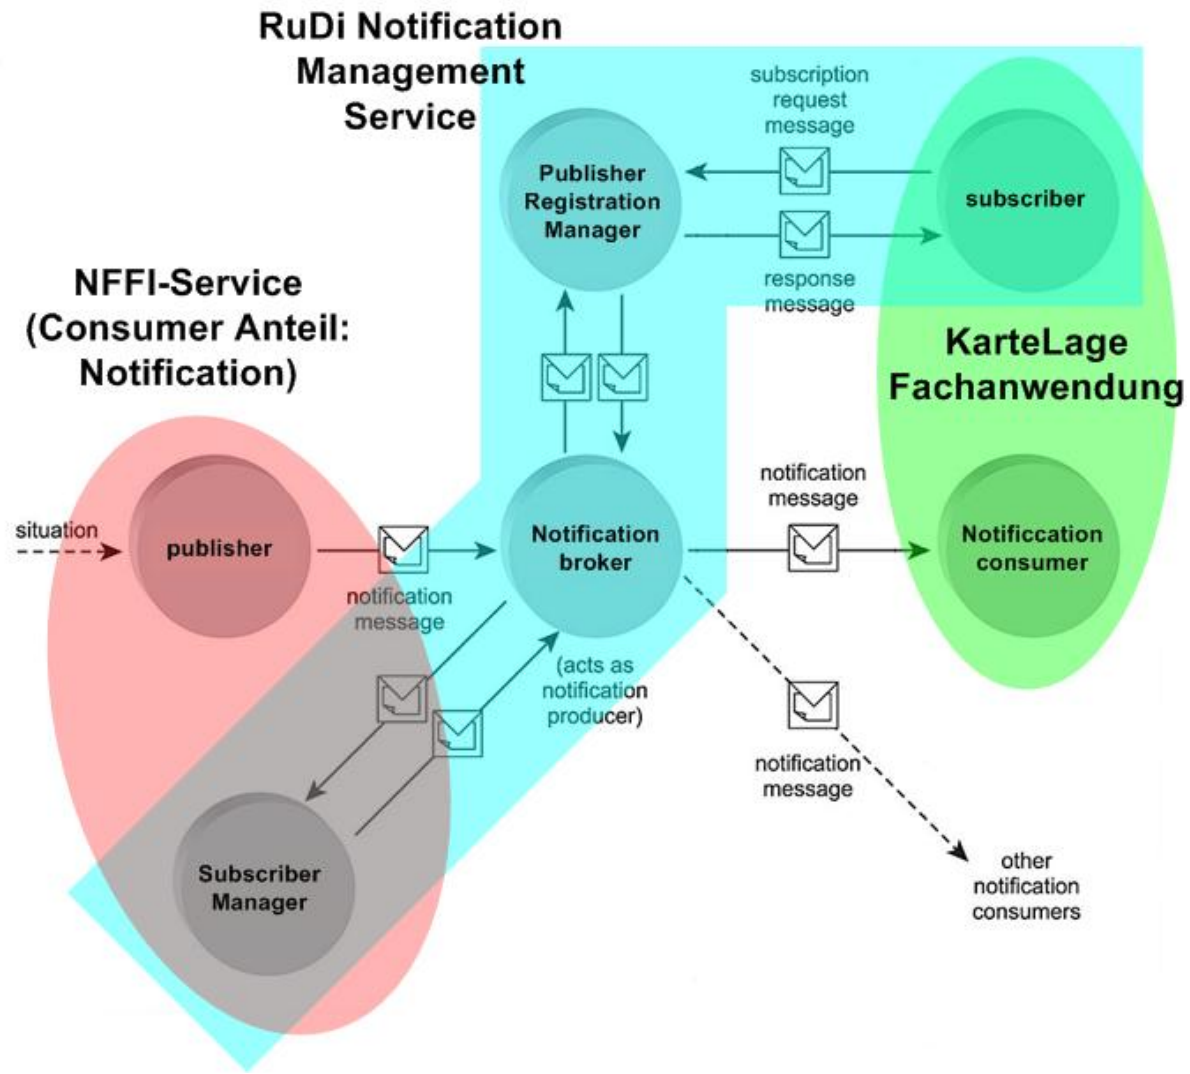 RuDi Notification
Management
Service
subscription
request
message
Publisher
Registration
Manager
subscriber
response
message
NFFI-Service
(Consumer Anteil:
Notification)
KarteLage
Fachanwendung
situation
publisher
notification
message
Notification
broker
(acts as
notification
producer)
notification
message
Notificcation
consumer
notification
message
Subscriber
Manager
other
notification
consumers